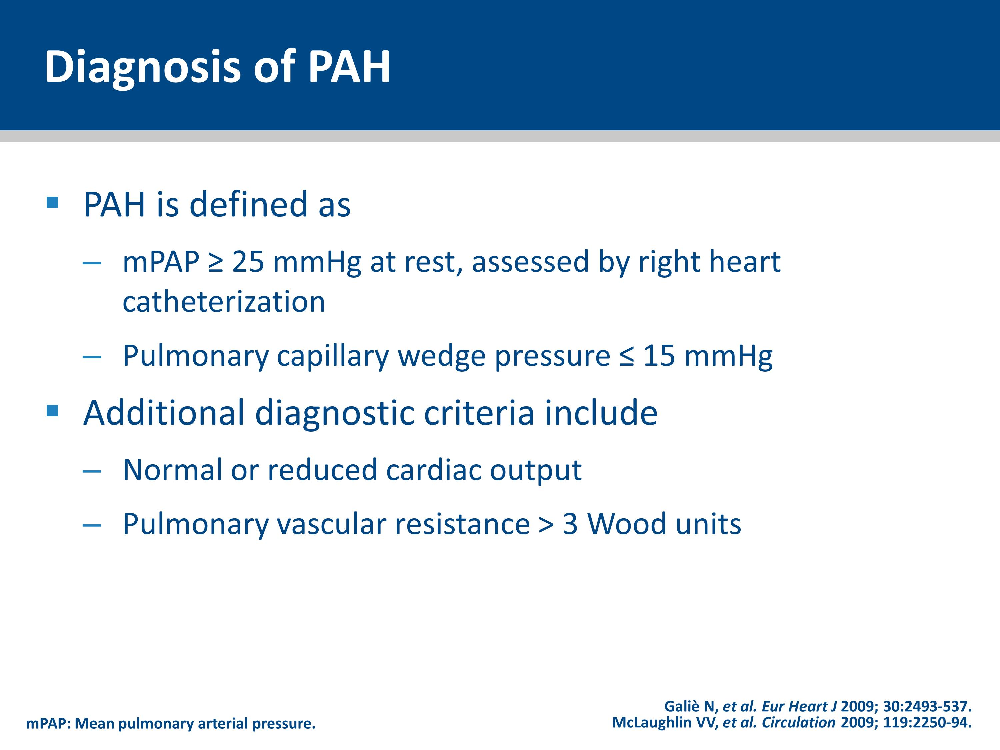 Diagnosis of PAH
▪ PAH is defined as
– mPAP ≥ 25 mmHg at rest, assessed by right heart
catheterization
– Pulmonary capillary wedge pressure ≤ 15 mmHg
▪ Additional diagnostic criteria include
– Normal or reduced cardiac output
– Pulmonary vascular resistance > 3 Wood units
Galiè N, et al. Eur Heart J 2009; 30:2493-537.
McLaughlin VV, et al. Circulation 2009; 119:2250-94.
mPAP: Mean pulmonary arterial pressure.